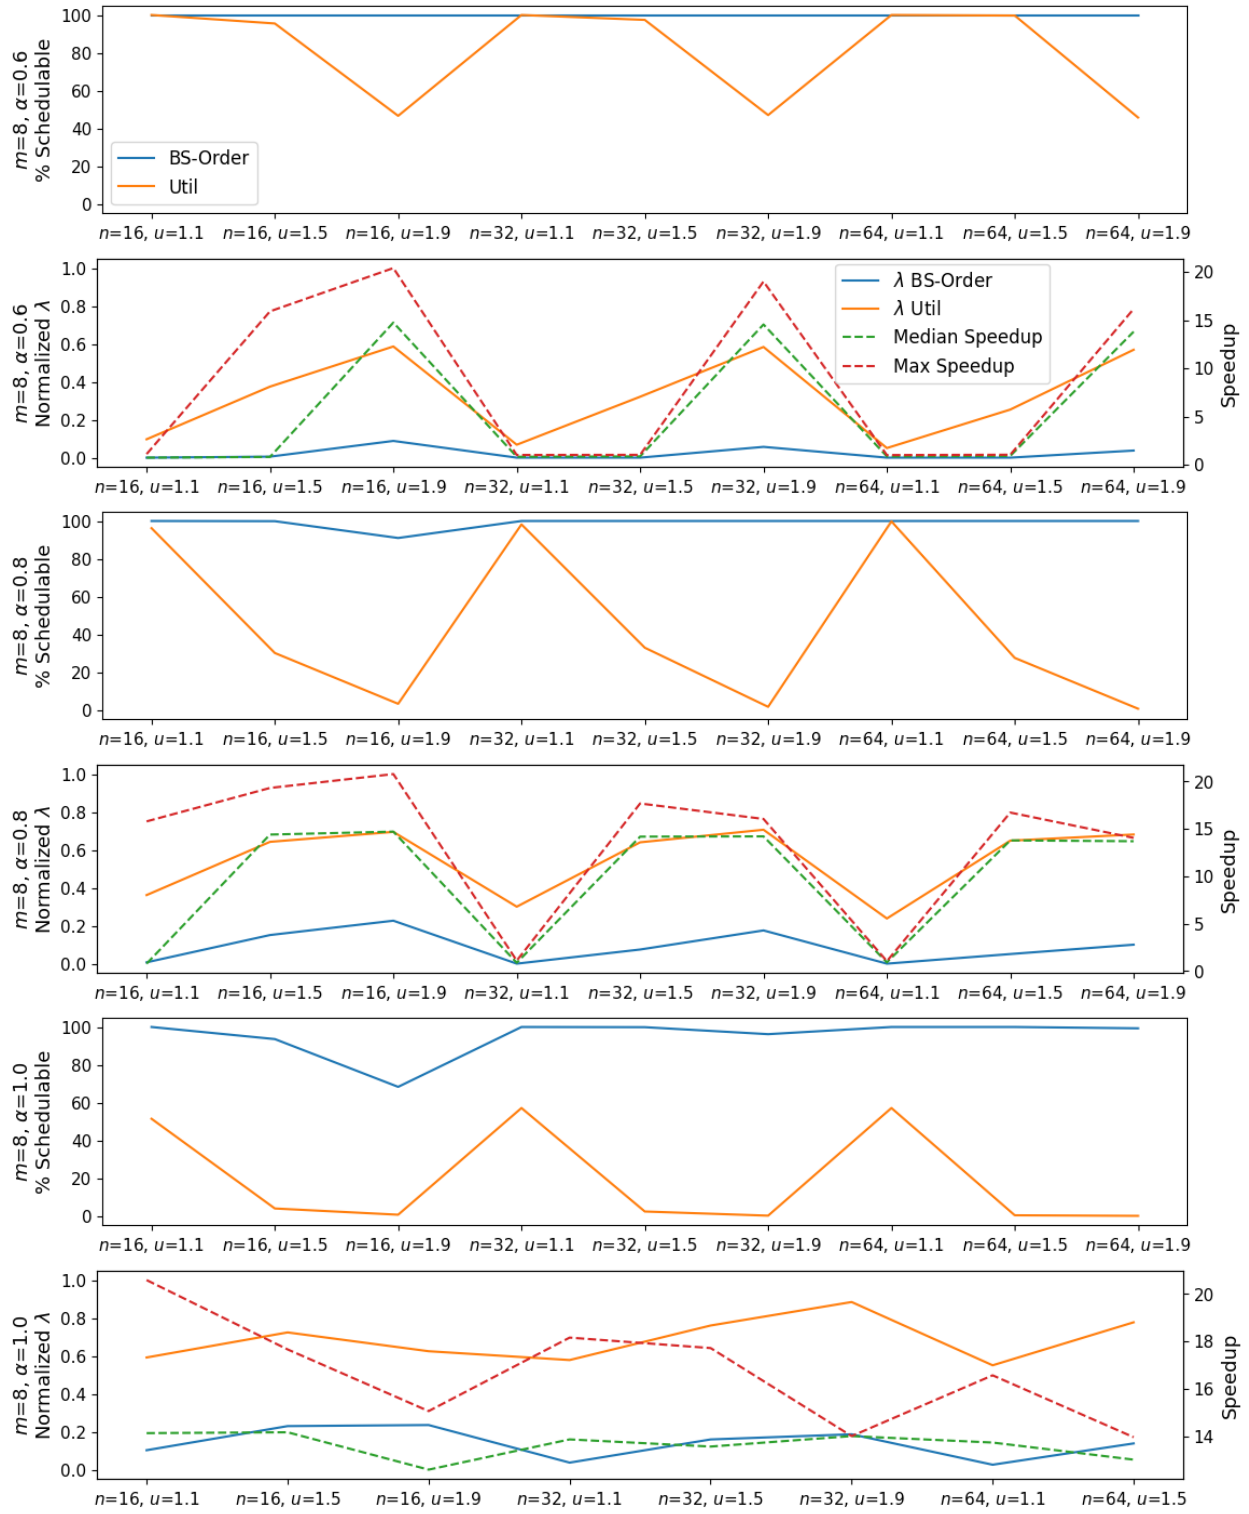 m=8, α=0.6
% Schedulable
100
80
60
40
20
0
BS-Order
Util
n=16, u=1.1 n=16, u=1.5 n=16, u=1.9 n=32, u=1.1 n=32, u=1.5 n=32, u=1.9 n=64, u=1.1 n=64, u=1.5 n=64, u=1.9
m=8, α=0.6
Normalized λ
1.0
0.8
0.6
0.4
0.2
0.0
λ BS-Order
λ Util
Median Speedup
Max Speedup
20
15
10
5
0
Speedup
n=16, u=1.1 n=16, u=1.5 n=16, u=1.9 n=32, u=1.1 n=32, u=1.5 n=32, u=1.9 n=64, u=1.1 n=64, u=1.5 n=64, u=1.9
m=8, α=0.8
% Schedulable
100
80
60
40
20
0
n=16, u=1.1 n=16, u=1.5 n=16, u=1.9 n=32, u=1.1 n=32, u=1.5 n=32, u=1.9 n=64, u=1.1 n=64, u=1.5 n=64, u=1.9
m=8, α=0.8
Normalized λ
1.0
0.8
0.6
0.4
0.2
0.0
20
15
10
5
0
Speedup
n=16, u=1.1 n=16, u=1.5 n=16, u=1.9 n=32, u=1.1 n=32, u=1.5 n=32, u=1.9 n=64, u=1.1 n=64, u=1.5 n=64, u=1.9
m=8, α=1.0
% Schedulable
100
80
60
40
20
0
n=16, u=1.1 n=16, u=1.5 n=16, u=1.9 n=32, u=1.1 n=32, u=1.5 n=32, u=1.9 n=64, u=1.1 n=64, u=1.5 n=64, u=1.9
m=8, α=1.0
Normalized λ
1.0
0.8
0.6
0.4
0.2
0.0
20
18
16
14
Speedup
n=16, u=1.1 n=16, u=1.5 n=16, u=1.9 n=32, u=1.1 n=32, u=1.5 n=32, u=1.9 n=64, u=1.1 n=64, u=1.5